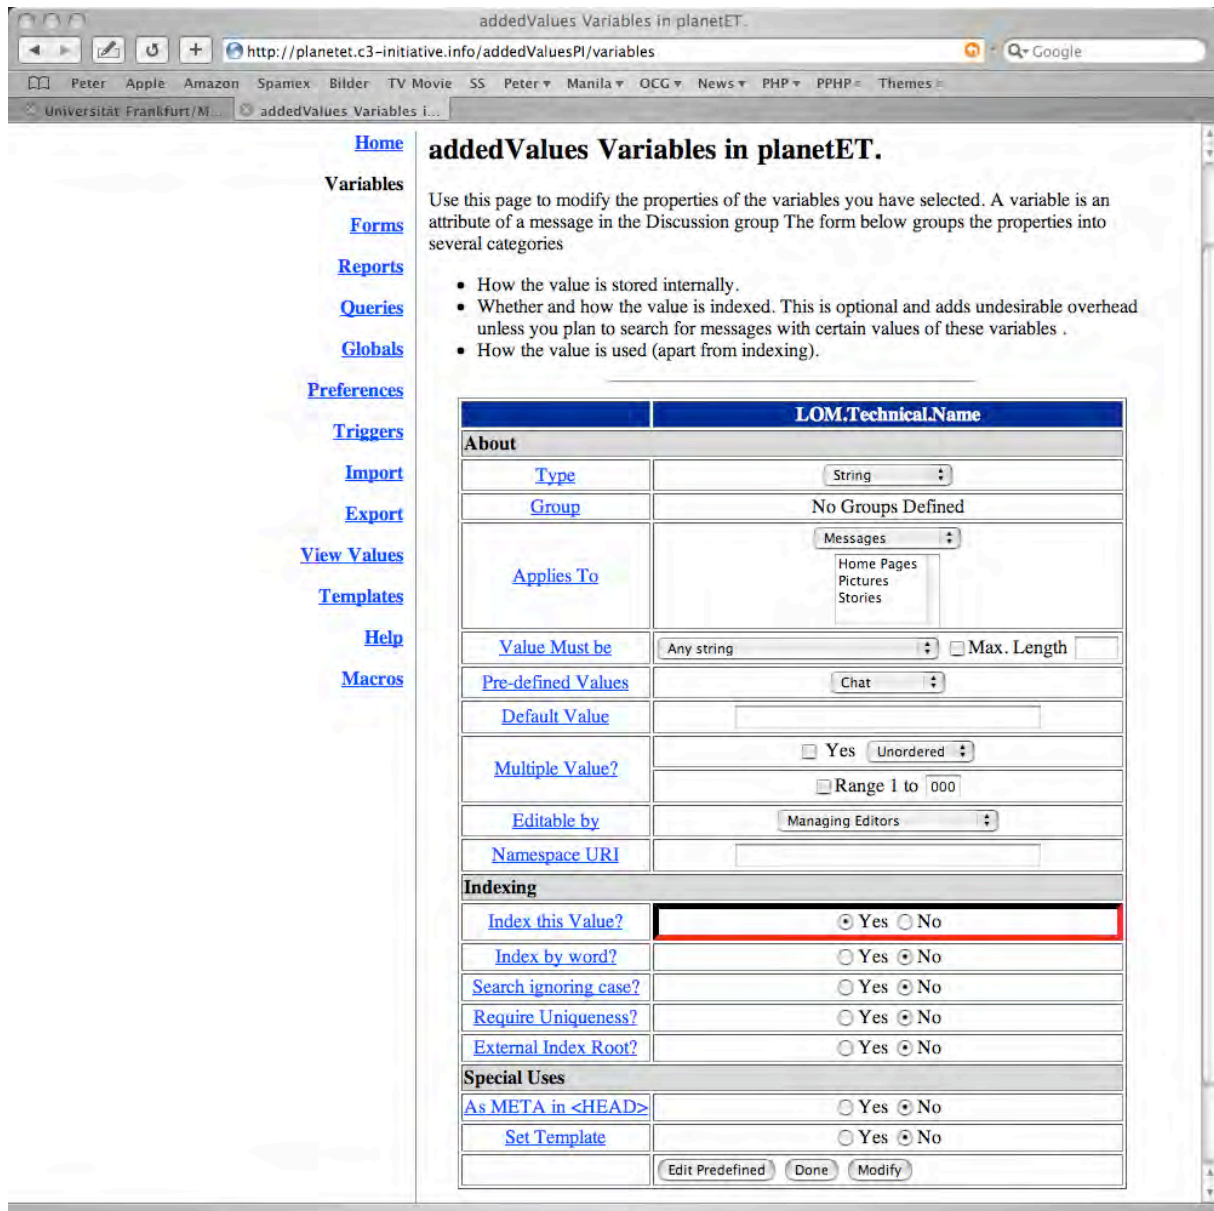 addedValues Variables in planetET.
http://planetet.c3-initiative.info/addedValuesPI/variables
Google
Peter Apple Amazon Spamex Bilder TV Movie SS Peter Manila OCG News PHP PPHP Themes
Universität Frankfurt/M... addedValues Variables i...
Home
Variables
Forms
Reports
Queries
Globals
Preferences
Triggers
Import
Export
View Values
Templates
Help
Macros
addedValues Variables in planetET.
Use this page to modify the properties of the variables you have selected. A variable is an
attribute of a message in the Discussion group The form below groups the properties into
several categories
• How the value is stored internally.
• Whether and how the value is indexed. This is optional and adds undesirable overhead
unless you plan to search for messages with certain values of these variables .
• How the value is used (apart from indexing).
LOM.Technical.Name
About
Type String
Group No Groups Defined
Applies To Messages
Home Pages
Pictures
Stories
Value Must be Any string Max. Length
Pre-defined Values Chat
Default Value
Multiple Value? Yes Unordered
Range 1 to 000
Editable by Managing Editors
Namespace URI
Indexing
Index this Value? Yes No
Index by word? Yes No
Search ignoring case? Yes No
Require Uniqueness? Yes No
External Index Root? Yes No
Special Uses
As META in <HEAD> Yes No
Set Template Yes No
Edit Predefined Done Modify